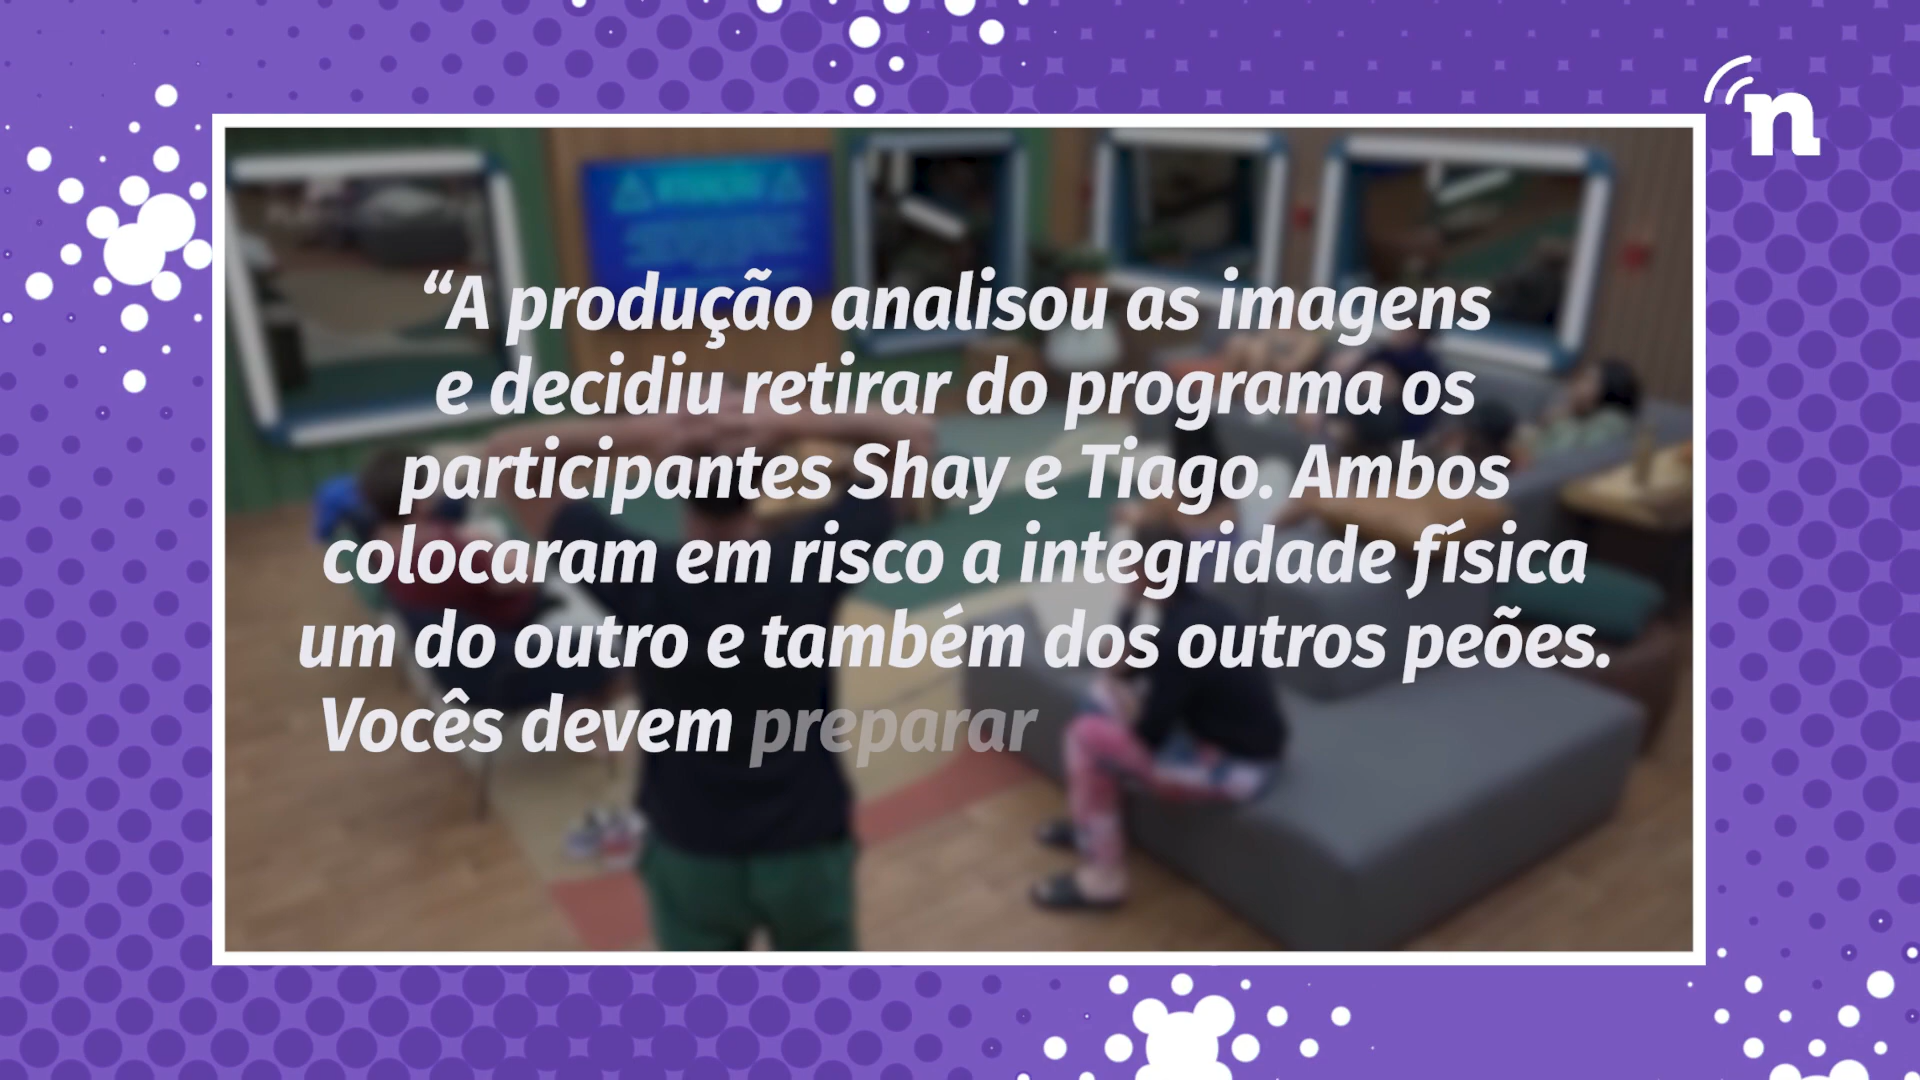 n
“A produção analisou as imagens
e decidiu retirar do programa os
participantes Shay e Tiago. Ambos
colocaram em risco a integridade física
um do outro e também dos outros peões.
Vocês devem preparar